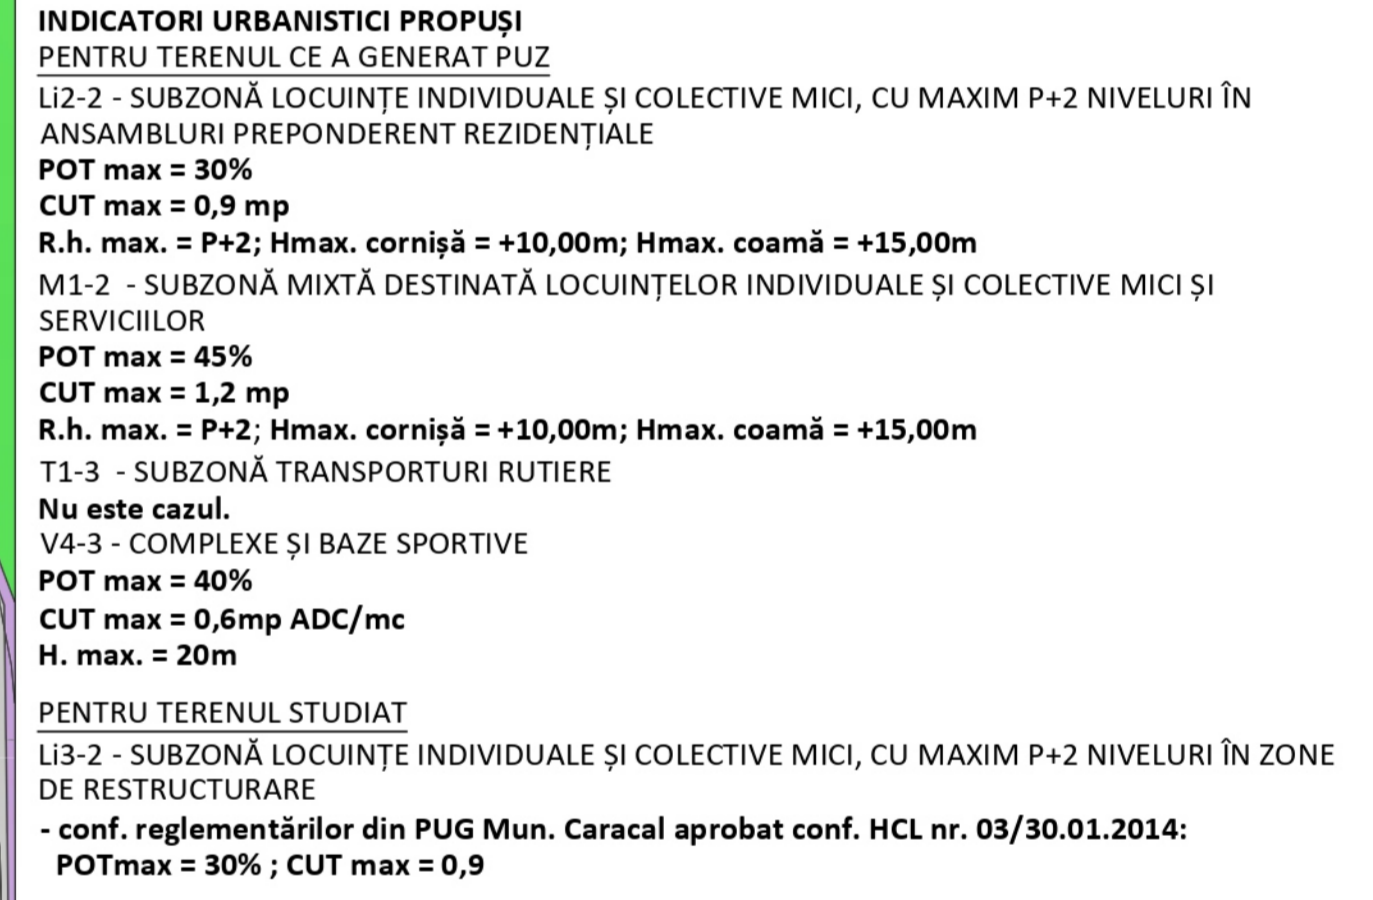 INDICATORI URBANISTICI PROPUȘI
PENTRU TERENUL CE A GENERAT PUZ
Li2-2 - SUBZONĂ LOCUINȚE INDIVIDUALE ȘI COLECTIVE MICI, CU MAXIM P+2 NIVELURI ÎN
ANSAMBLURI PREPONDERENT REZIDENȚIALE
POT max = 30%
CUT max = 0,9 mp
R.h. max. = P+2; Hmax. cornișă = +10,00m; Hmax. coamă = +15,00m
M1-2  - SUBZONĂ MIXTĂ DESTINATĂ LOCUINȚELOR INDIVIDUALE ȘI COLECTIVE MICI ȘI
SERVICIILOR
POT max = 45%
CUT max = 1,2 mp
R.h. max. = P+2; Hmax. cornișă = +10,00m; Hmax. coamă = +15,00m
T1-3  - SUBZONĂ TRANSPORTURI RUTIERE
Nu este cazul.
V4-3 - COMPLEXE ȘI BAZE SPORTIVE
POT max = 40%
CUT max = 0,6mp ADC/mc
H. max. = 20m
PENTRU TERENUL STUDIAT
Li3-2 - SUBZONĂ LOCUINȚE INDIVIDUALE ȘI COLECTIVE MICI, CU MAXIM P+2 NIVELURI ÎN ZONE
DE RESTRUCTURARE
- conf. reglementărilor din PUG Mun. Caracal aprobat conf. HCL nr. 03/30.01.2014:
POTmax = 30% ; CUT max = 0,9